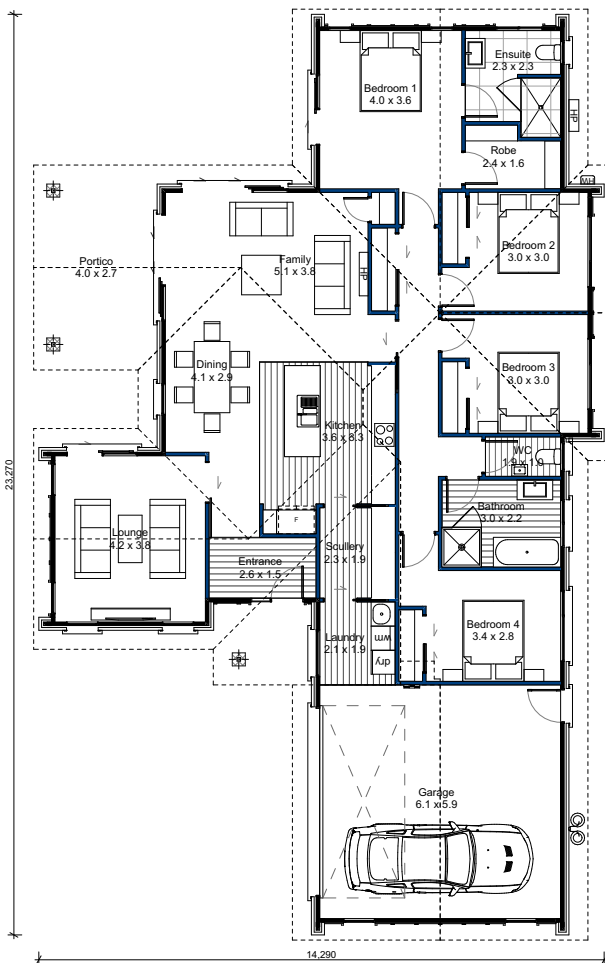 Ensuite
2.3 x 2.3
Bedroom 1
4.0 x 3.6
HP
Robe
2.4 x 1.6
WH
Bedroom 2
3.0 x 3.0
Portico
4.0 x 2.7
Family
5.1 x 3.8
HP
Dining
4.1 x 2.9
Bedroom 3
3.0 x 3.0
Kitchen
3.6 x 3.3
WC
1.9 x 1.0
Bathroom
3.0 x 2.2
F
Lounge
4.2 x 3.8
Scullery
2.3 x 1.9
Entrance
2.6 x 1.5
Bedroom 4
3.4 x 2.8
Laundry
2.1 x 1.9
wm
dry
Garage
6.1 x 5.9
23,270
14,290